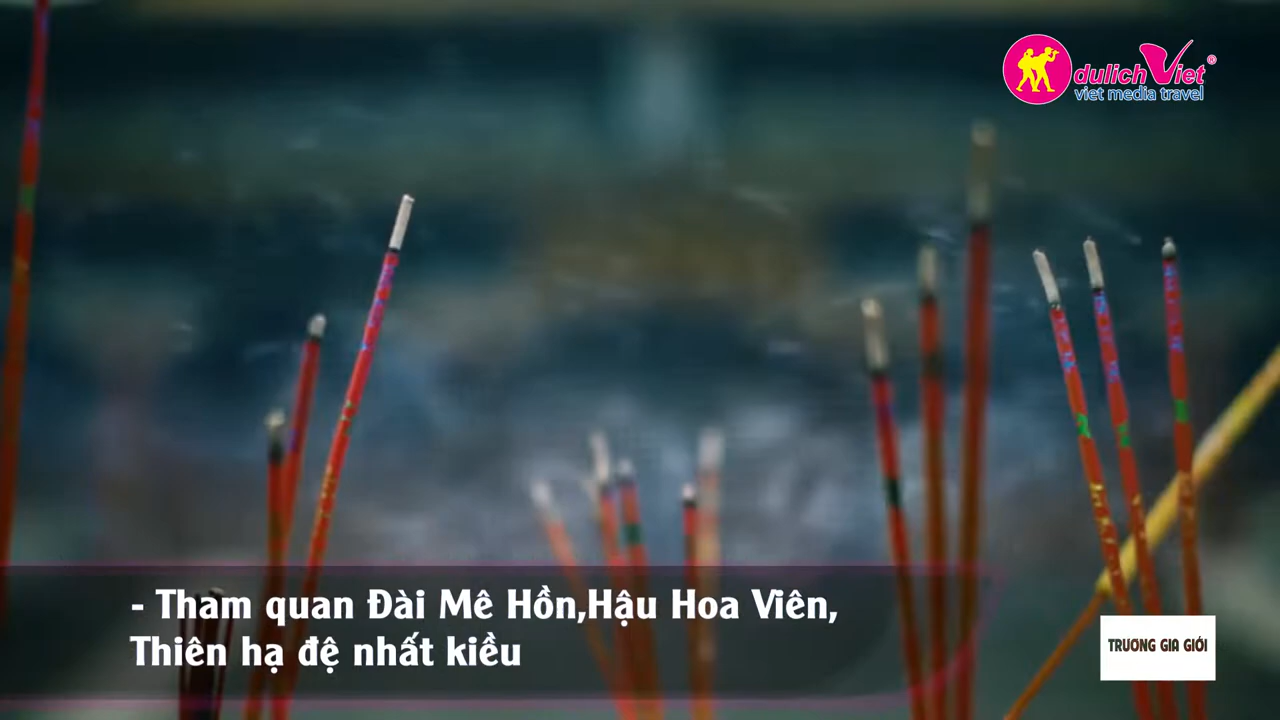 dulichViet®
viet media travel
- Tham quan Đài Mê Hồn,Hậu Hoa Viên,
Thiên hạ đệ nhất kiều
TRƯƠNG GIA GIỚI